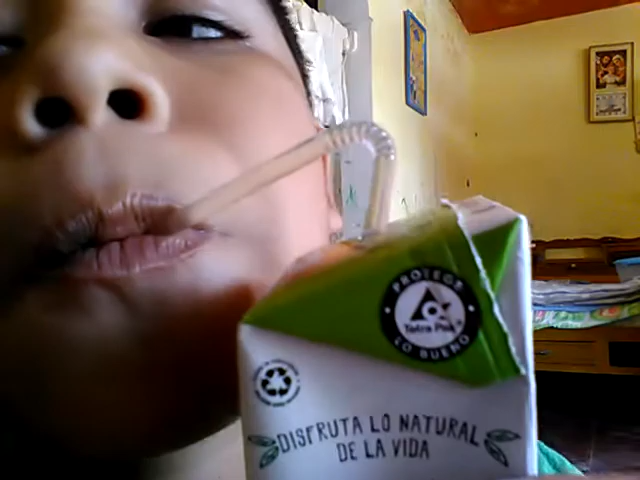 PROTEGE
Tetra Pak
LO BUENO
DISFRUTA LO NATURAL
DE LA VIDA